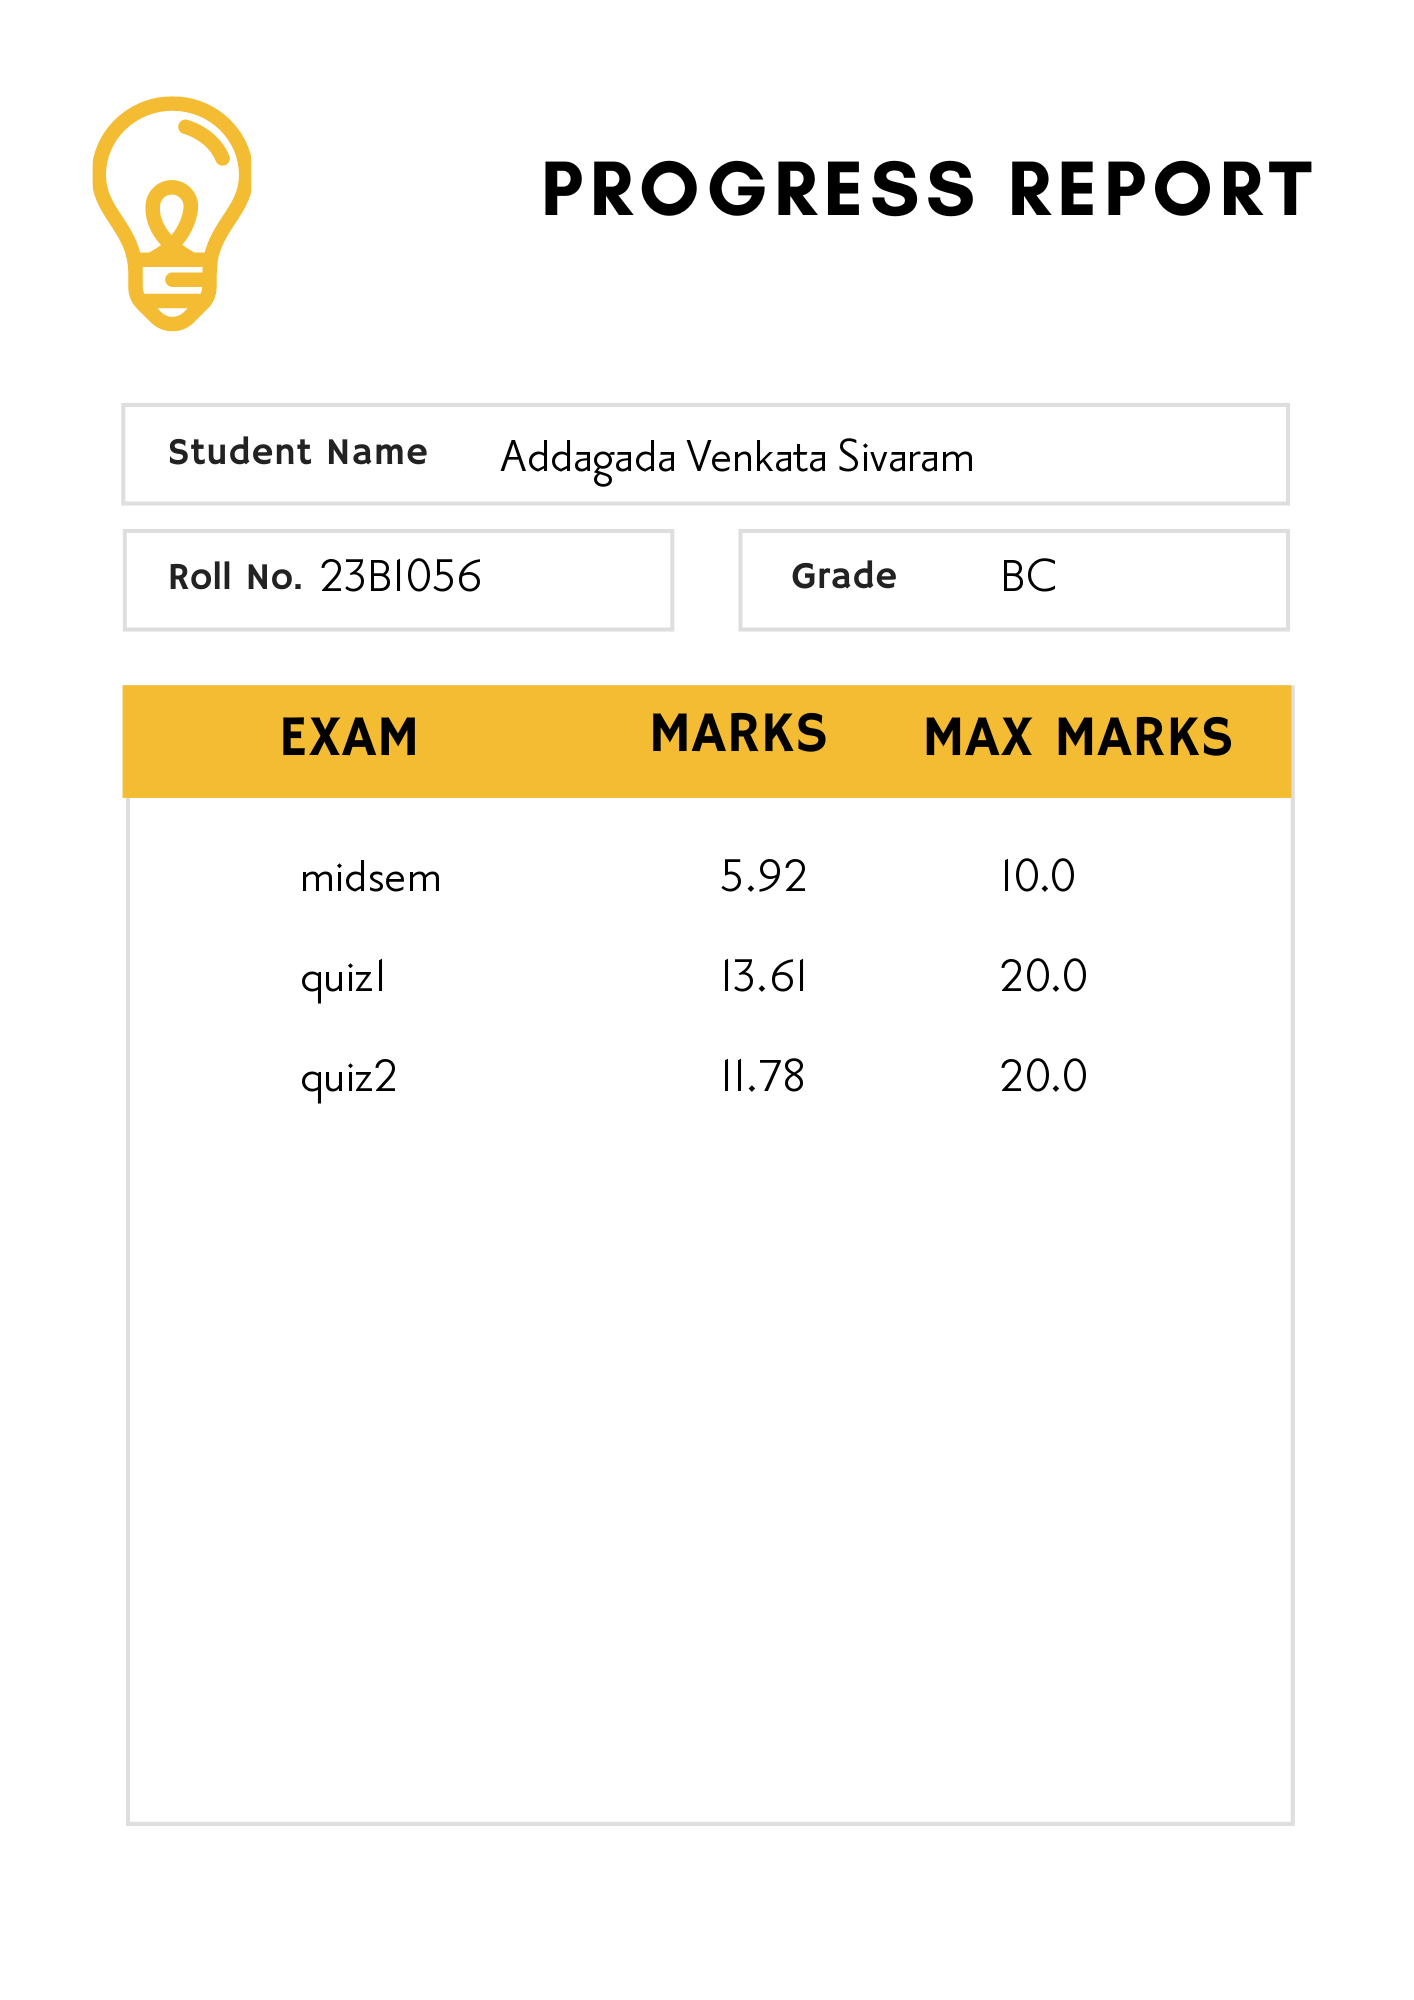 PROGRESS REPORT
Student Name Addagada Venkata Sivaram
Roll No. 23B1056 Grade BC
EXAM MARKS MAX MARKS
midsem 5.92 10.0
quiz1 13.61 20.0
quiz2 11.78 20.0